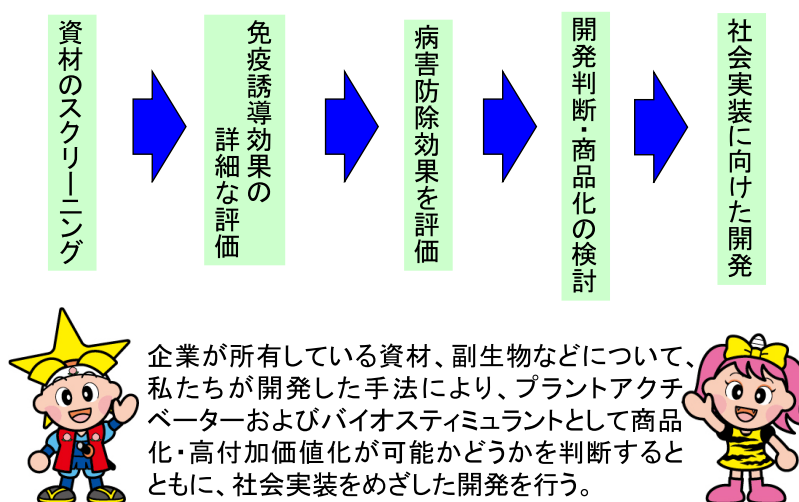 資材のスクリーニング
免疫誘導効果の
詳細な評価
病害防除効果を評価
開発判断・商品化の検討
社会実装に向けた開発
企業が所有している資材、副生物などについて、
私たちが開発した手法により、プラントアクチ
ベーターおよびバイオスティミュラントとして商品
化・高付加価値化が可能かどうかを判断すると
ともに、社会実装をめざした開発を行う。